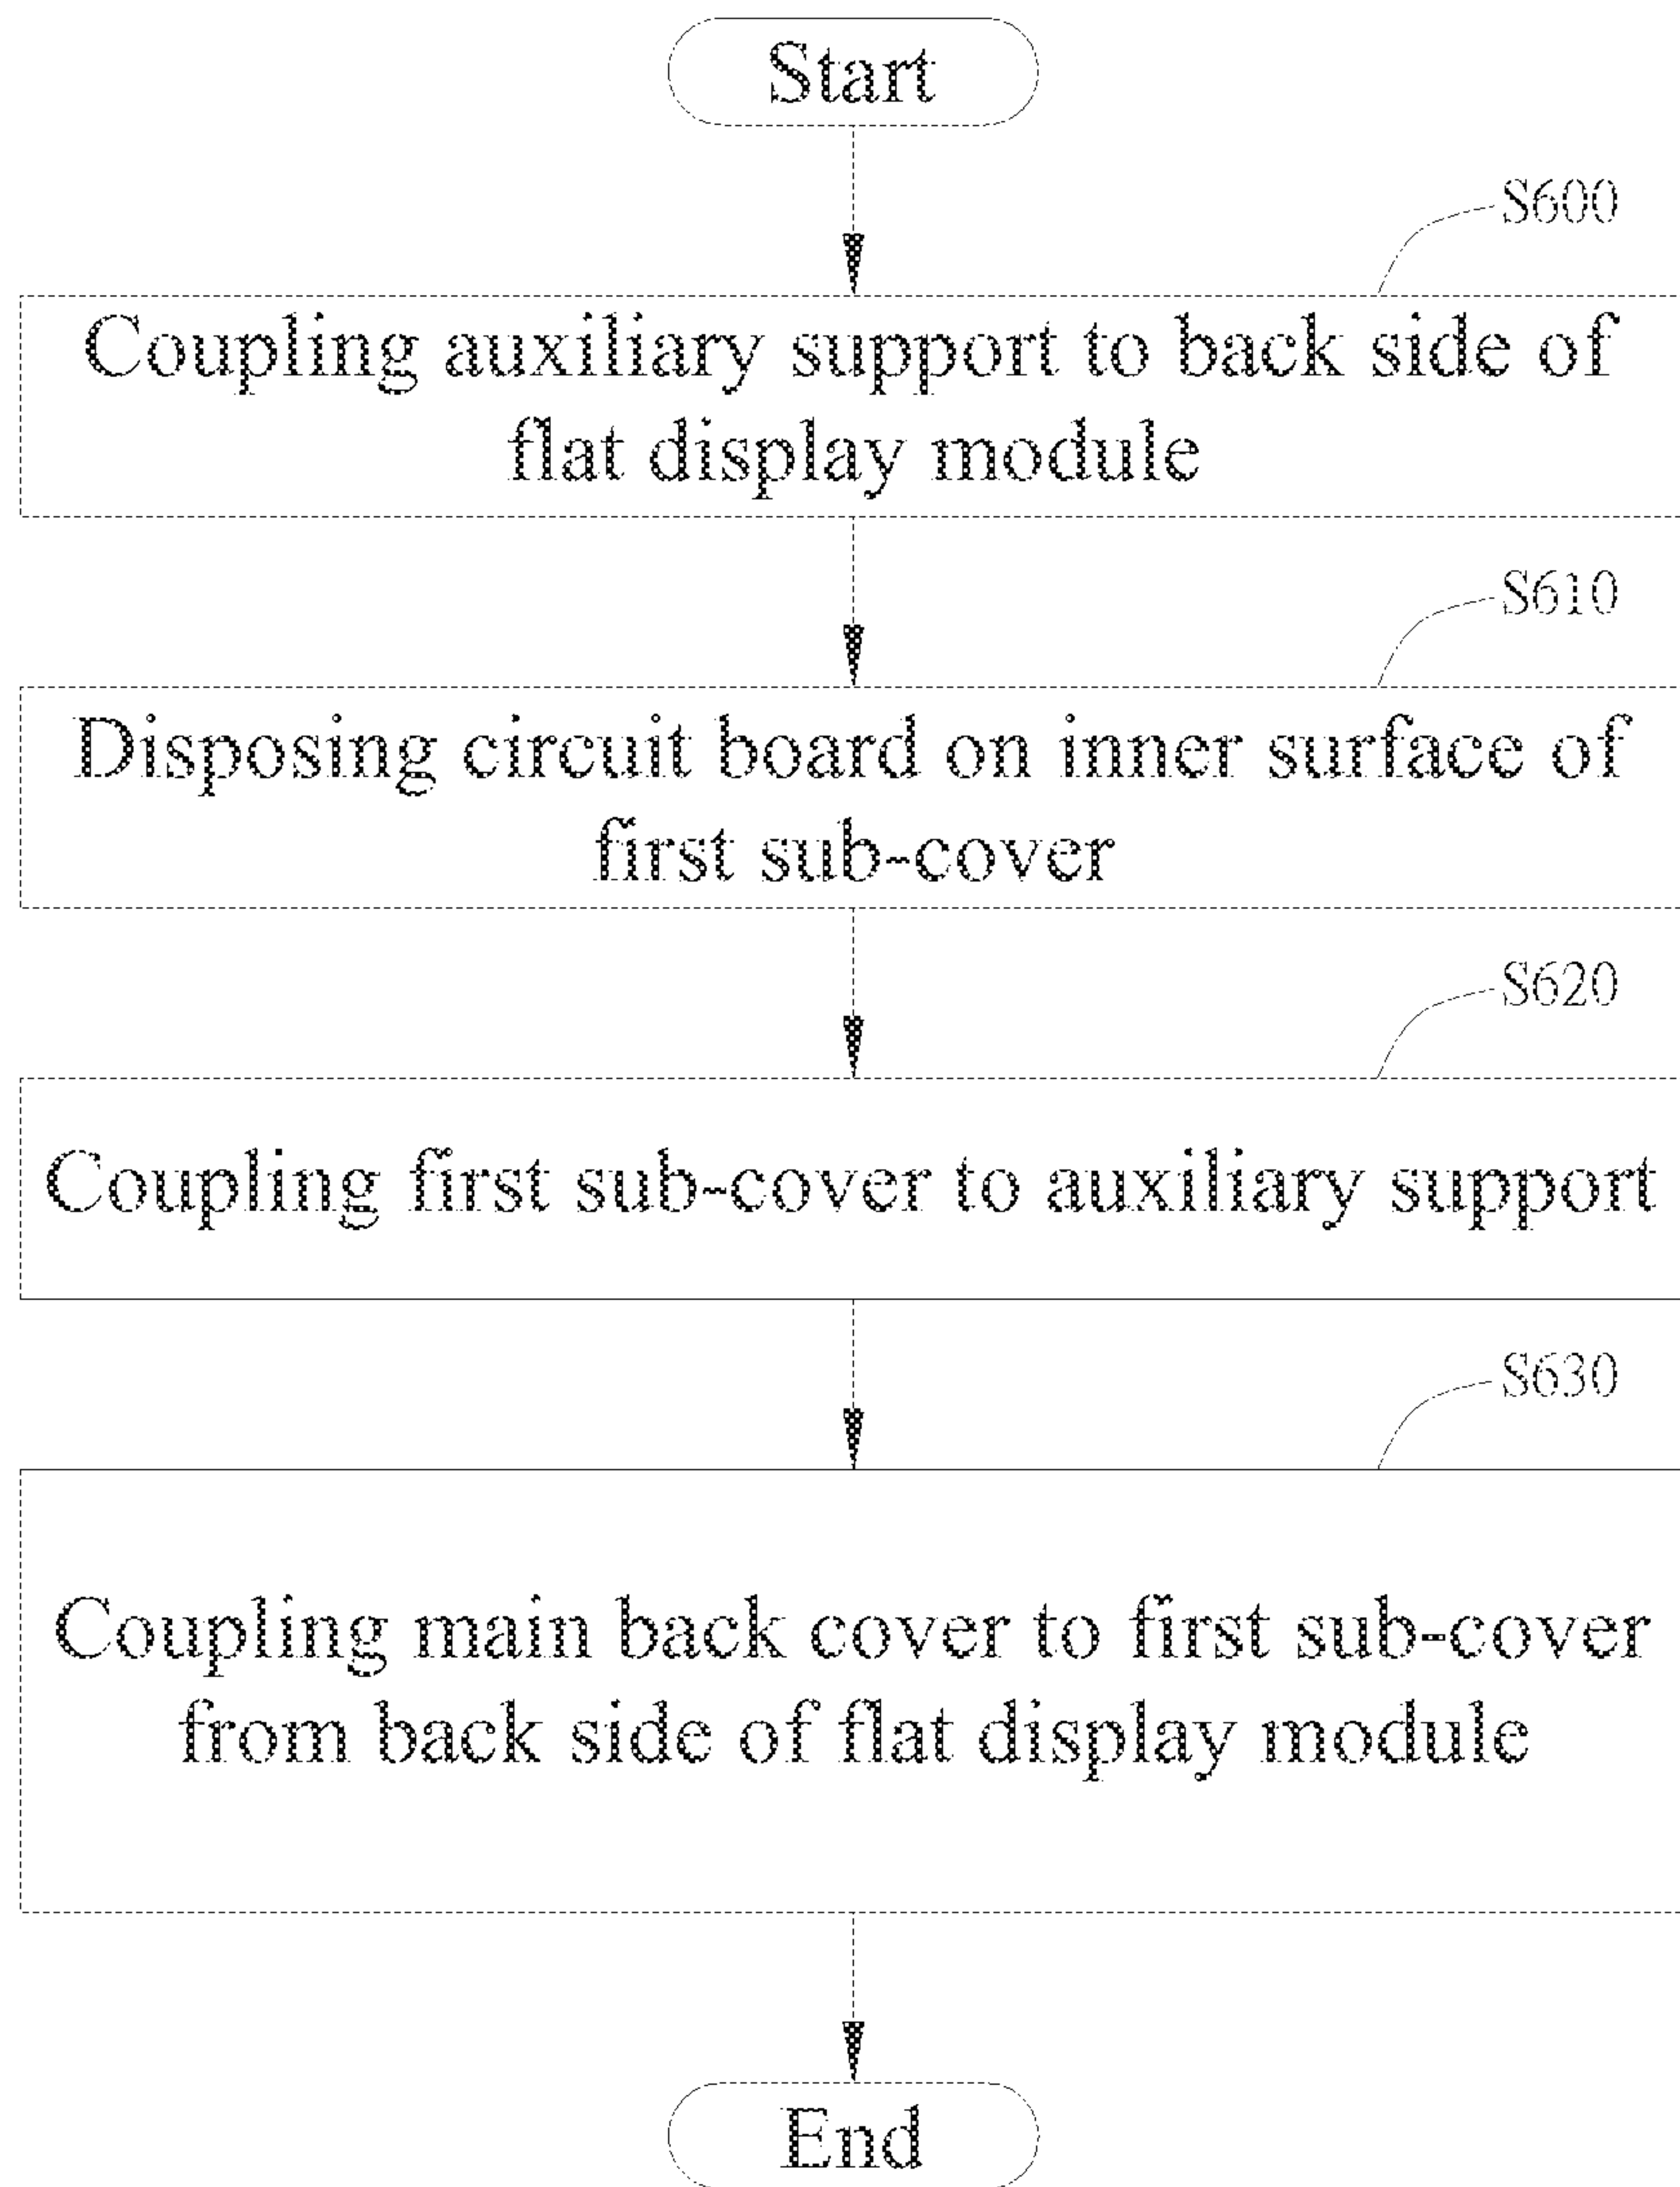 Start
S600
Coupling auxiliary support to back side of
flat display module
S610
Disposing circuit board on inner surface of
first sub-cover
S620
Coupling first sub-cover to auxiliary support
S630
Coupling main back cover to first sub-cover
from back side of flat display module
End